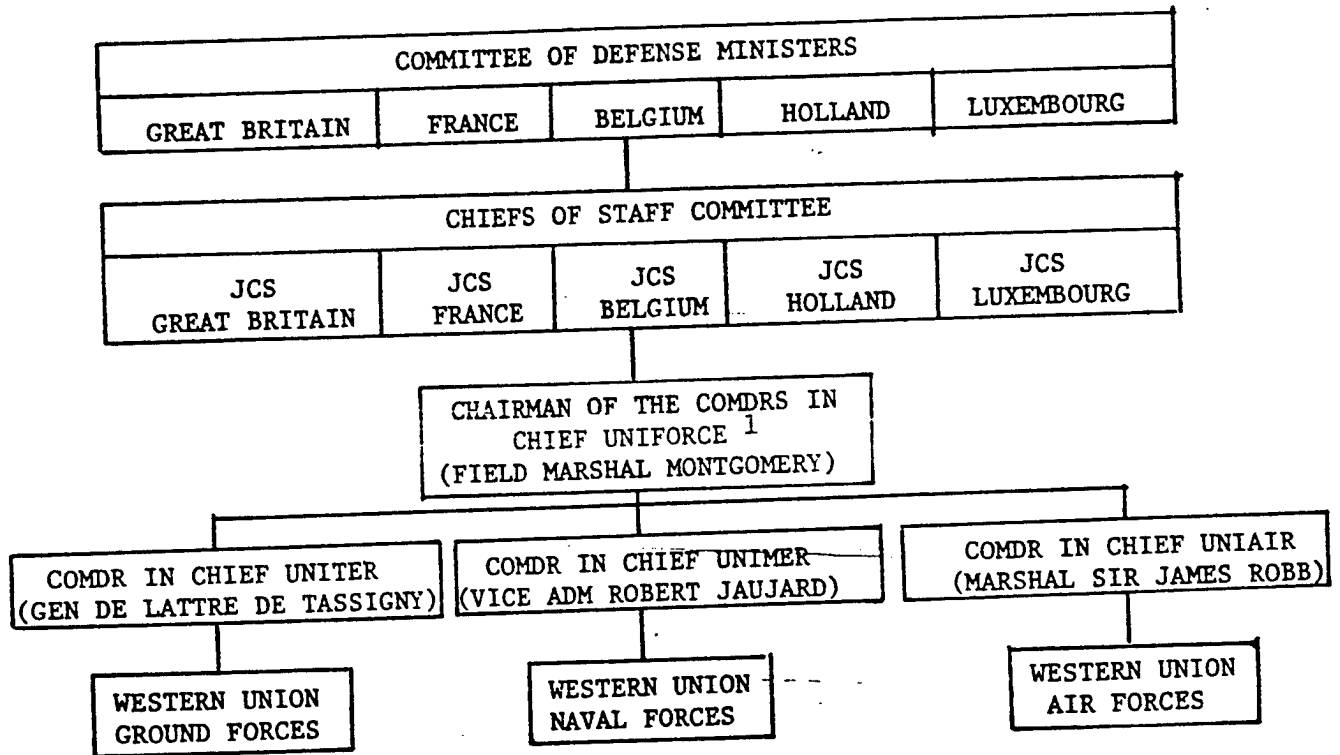 COMMITTEE OF DEFENSE MINISTERS
GREAT BRITAIN
FRANCE
BELGIUM
HOLLAND
LUXEMBOURG
CHIEFS OF STAFF COMMITTEE
JCS
GREAT BRITAIN
JCS
FRANCE
JCS
BELGIUM
JCS
HOLLAND
JCS
LUXEMBOURG
CHAIRMAN OF THE COMDRS IN
CHIEF UNIFORCE 1
(FIELD MARSHAL MONTGOMERY)
COMDR IN CHIEF UNITER
(GEN DE LATTRE DE TASSIGNY)
COMDR IN CHIEF UNIMER
(VICE ADM ROBERT JAUJARD)
COMDR IN CHIEF UNIAIR
(MARSHAL SIR JAMES ROBB)
WESTERN UNION
GROUND FORCES
WESTERN UNION
NAVAL FORCES
WESTERN UNION
AIR FORCES